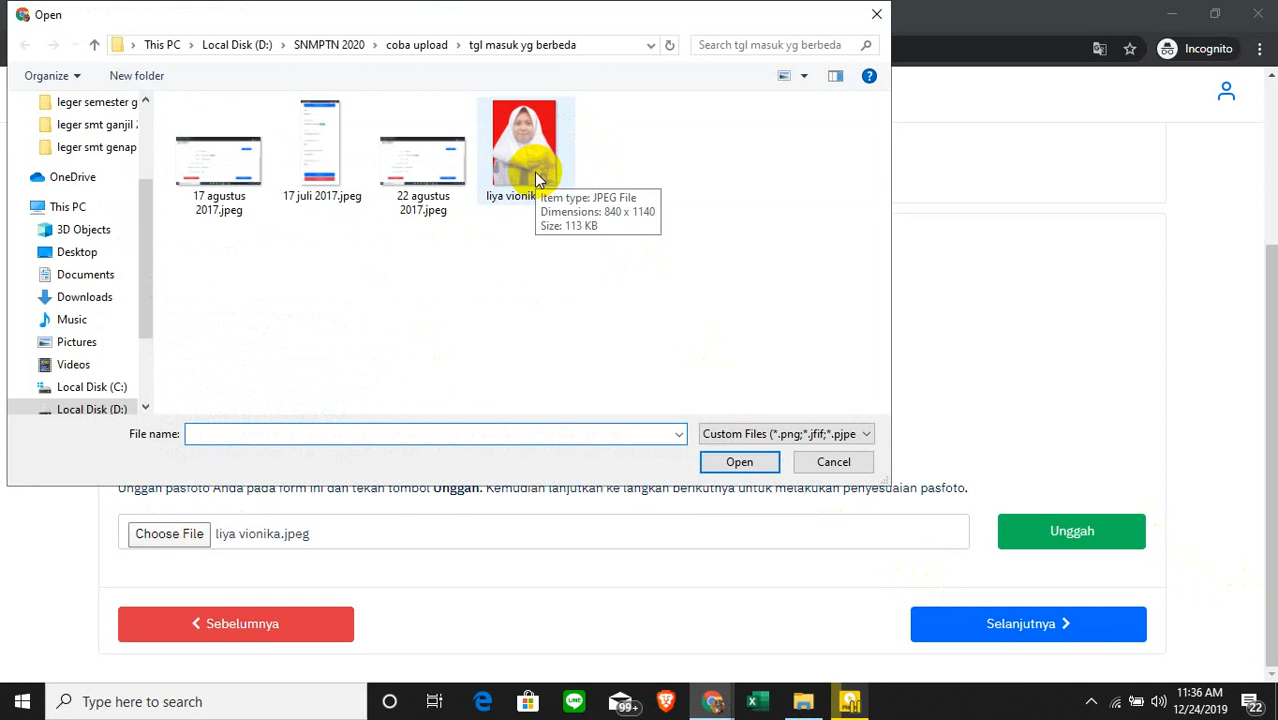 Open
This PC > Local Disk (D:) > SNMPTN 2020 > coba upload > tgl masuk yg berbeda
Search tgl masuk yg berbeda
Incognito
Organize
New folder
leger semester g
leger smt ganjil 2
leger smt genap
OneDrive
This PC
3D Objects
Desktop
Documents
Downloads
Music
Pictures
Videos
Local Disk (C:)
Local Disk (D:)
17 agustus
2017.jpeg
17 juli 2017.jpeg
22 agustus
2017.jpeg
liya vionik
Item type: JPEG File
Dimensions: 840 x 1140
Size: 113 KB
File name:
Custom Files (*.png;*.jfif;*.pjpe
Open
Cancel
Unggah pasfoto Anda pada form ini dan tekan tombol Unggah. Kemudian lanjutkan ke langkah berikutnya untuk melakukan penyesuaian pasfoto.
Choose File
liya vionika.jpeg
Unggah
Sebelumnya
Selanjutnya
Type here to search
99+
11:36 AM
12/24/2019
22